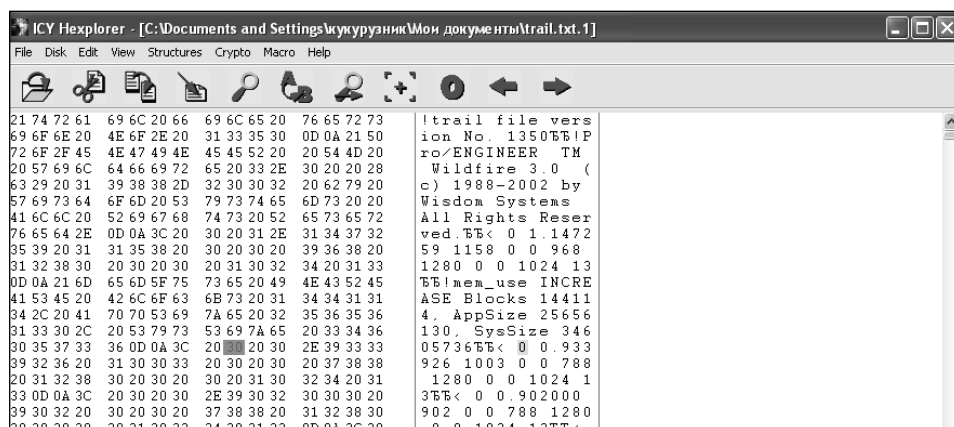 ICY Hexplorer - [C:\Documents and Settings\кукурузник\Мои документы\trail.txt.1]
File Disk Edit View Structures Crypto Macro Help
21 74 72 61 69 6C 20 66 69 6C 65 20 76 65 72 73 !trail file vers
69 6F 6E 20 4E 6F 2E 20 31 33 35 30 0D 0A 21 50 ion No. 1350ЂЂ!P
72 6F 2F 45 4E 47 49 4E 45 45 52 20 20 54 4D 20 ro/ENGINEER  TM
20 57 69 6C 64 66 69 72 65 20 33 2E 30 20 20 28 Wildfire 3.0  (
63 29 20 31 39 38 38 2D 32 30 30 32 20 62 79 20 c) 1988-2002 by
57 69 73 64 6F 6D 20 53 79 73 74 65 6D 73 20 20 Wisdom Systems
41 6C 6C 20 52 69 67 68 74 73 20 52 65 73 65 72 All Rights Reser
76 65 64 2E 0D 0A 3C 20 30 20 31 2E 31 34 37 32 ved.ЂЂ< 0 1.1472
35 39 20 31 31 35 38 20 30 20 30 20 39 36 38 20 59 1158 0 0 968
31 32 38 30 20 30 20 30 20 31 30 32 34 20 31 33 1280 0 0 1024 13
0D 0A 21 6D 65 6D 5F 75 73 65 20 49 4E 43 52 45 ЂЂ!mem_use INCRE
41 53 45 20 42 6C 6F 63 6B 73 20 31 34 34 31 31 ASE Blocks 14411
34 2C 20 41 70 70 53 69 7A 65 20 32 35 36 35 36 4, AppSize 25656
31 33 30 2C 20 53 79 73 53 69 7A 65 20 33 34 36 130, SysSize 346
30 35 37 33 36 0D 0A 3C 20 30 20 30 2E 39 33 33 05736ЂЂ< 0 0.933
39 32 36 20 31 30 30 33 20 30 20 30 20 37 38 38 926 1003 0 0 788
20 31 32 38 30 20 30 20 30 20 31 30 32 34 20 31 1280 0 0 1024 1
33 0D 0A 3C 20 30 20 30 2E 39 30 32 30 30 30 20 3ЂЂ< 0 0.902000
39 30 32 20 30 20 30 20 37 38 38 20 31 32 38 30 902 0 0 788 1280